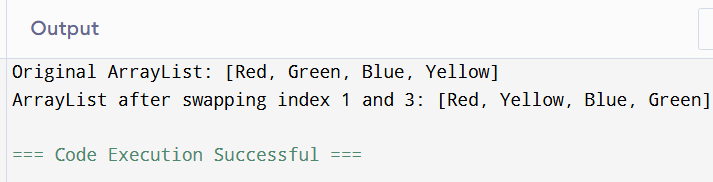 Output
Original ArrayList: [Red, Green, Blue, Yellow]
ArrayList after swapping index 1 and 3: [Red, Yellow, Blue, Green]
=== Code Execution Successful ===